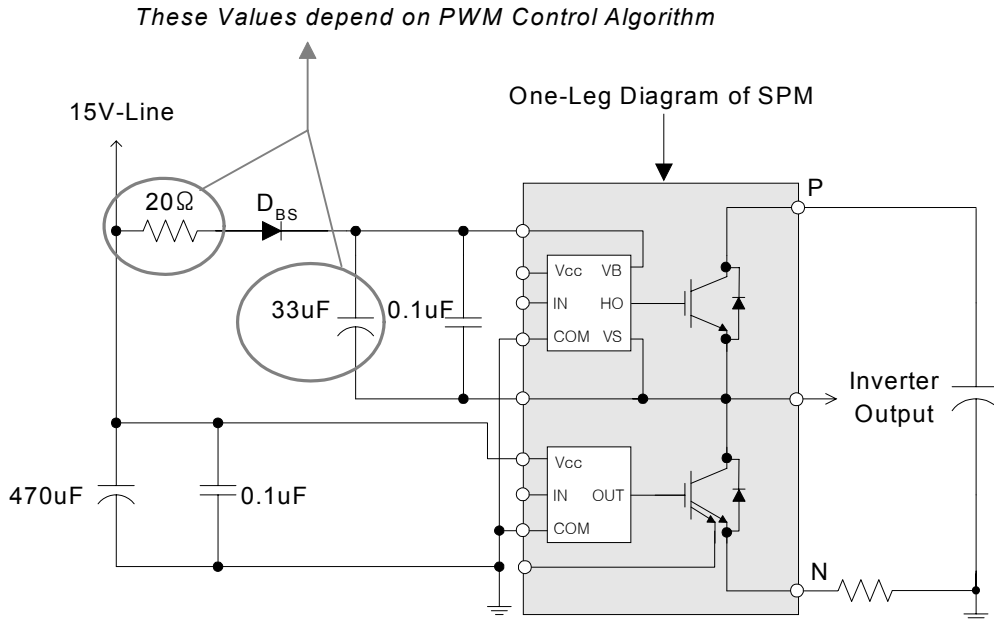 These Values depend on PWM Control Algorithm
One-Leg Diagram of SPM
15V-Line
P
20Ω
DBS
Vcc
VB
33uF
0.1uF
IN
HO
COM
VS
Inverter
Output
Vcc
470uF
0.1uF
IN
OUT
COM
N